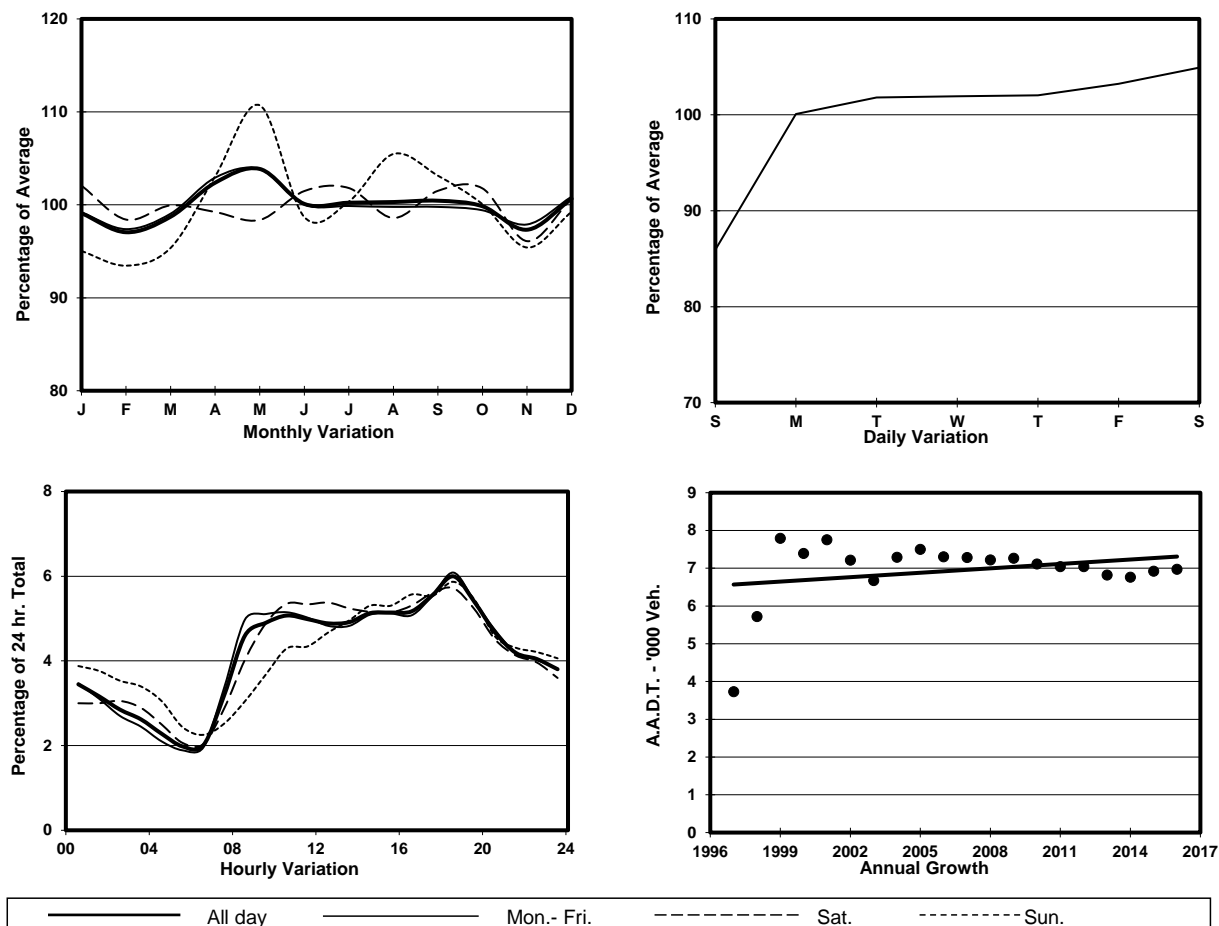 120
110
100
90
80
Percentage of Average
J F M A M J J A S O N D
Monthly Variation
110
100
90
80
70
Percentage of Average
S M T W T F S
Daily Variation
8
6
4
2
0
Percentage of 24 hr. Total
00 04 08 12 16 20 24
Hourly Variation
9
8
7
6
5
4
3
2
1
0
A.A.D.T. - '000 Veh.
1996 1999 2002 2005 2008 2011 2014 2017
Annual Growth
All day Mon.- Fri. Sat. Sun.